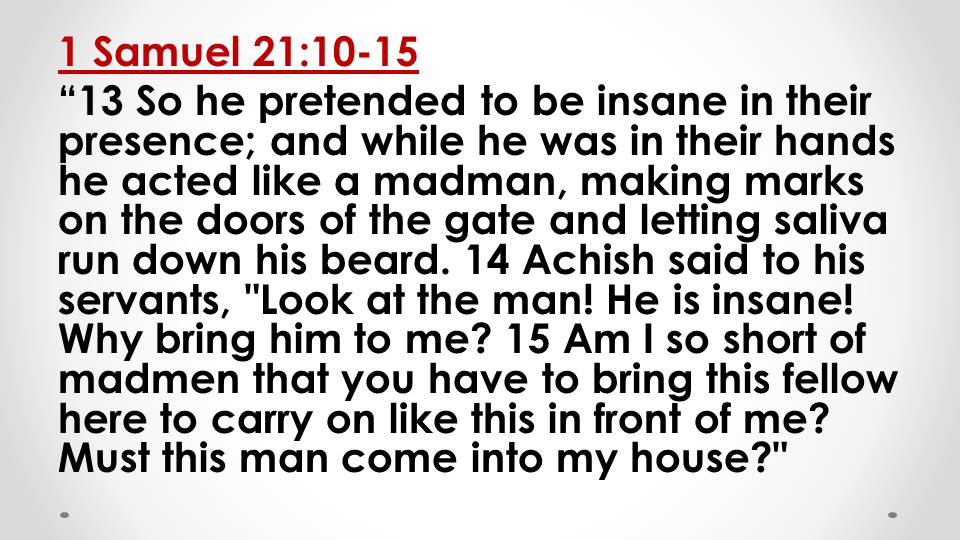 1 Samuel 21:10-15
“13 So he pretended to be insane in their
presence; and while he was in their hands
he acted like a madman, making marks
on the doors of the gate and letting saliva
run down his beard. 14 Achish said to his
servants, "Look at the man! He is insane!
Why bring him to me? 15 Am I so short of
madmen that you have to bring this fellow
here to carry on like this in front of me?
Must this man come into my house?"